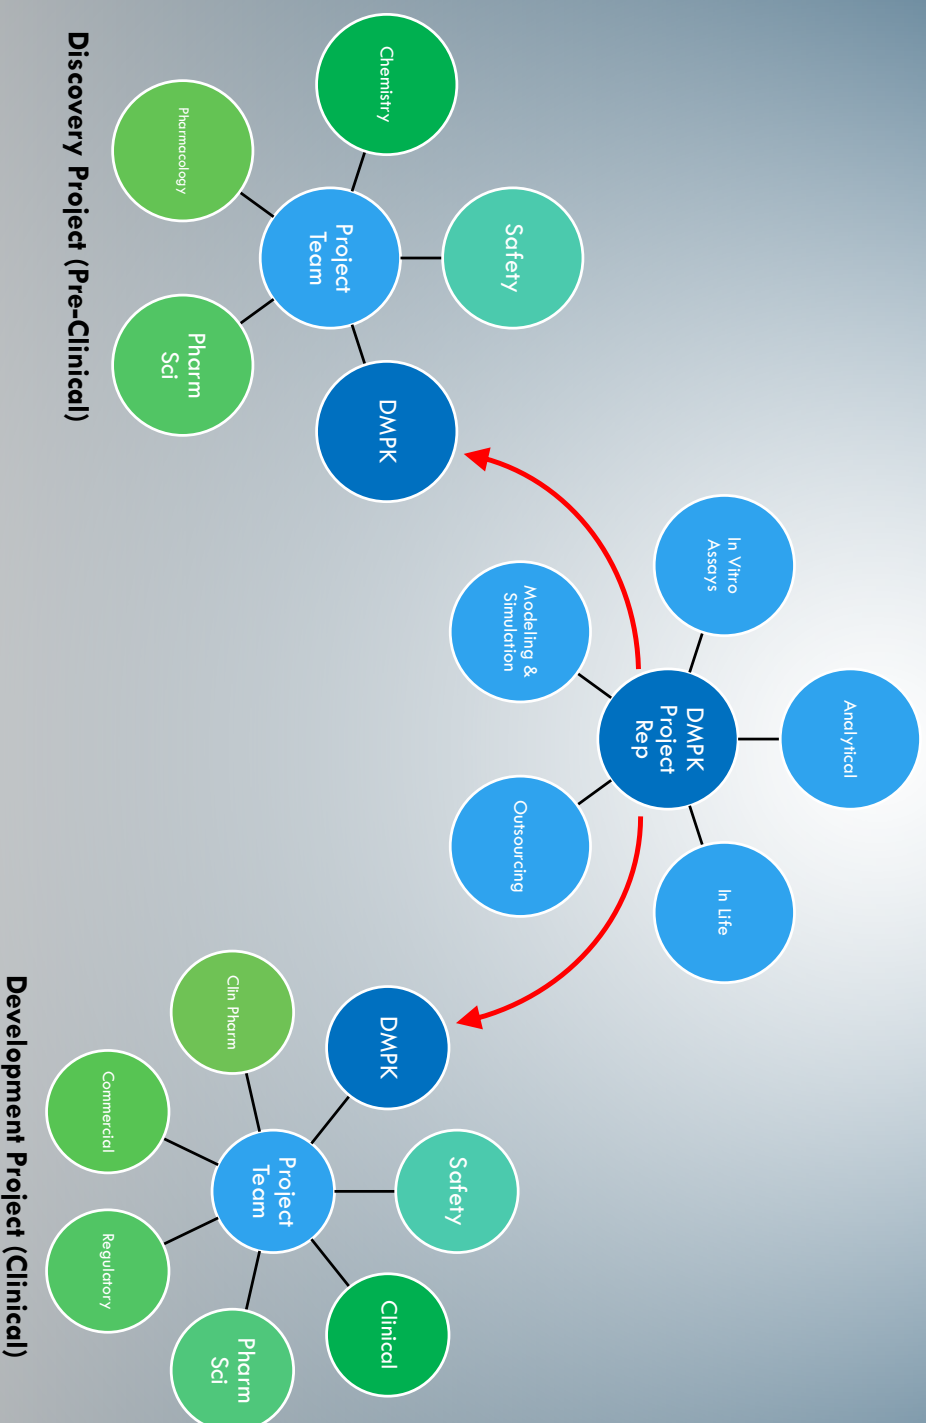 Analytical
In Vitro
Assays
In Life
DMPK
Project
Rep
Modeling &
Simulation
Outsourcing
Safety
Chemistry
DMPK
Project
Team
Pharmacology
Pharm
Sci
Discovery Project (Pre-Clinical)
Safety
DMPK
Clinical
Project
Team
Clin Pharm
Pharm
Sci
Commercial
Regulatory
Development Project (Clinical)